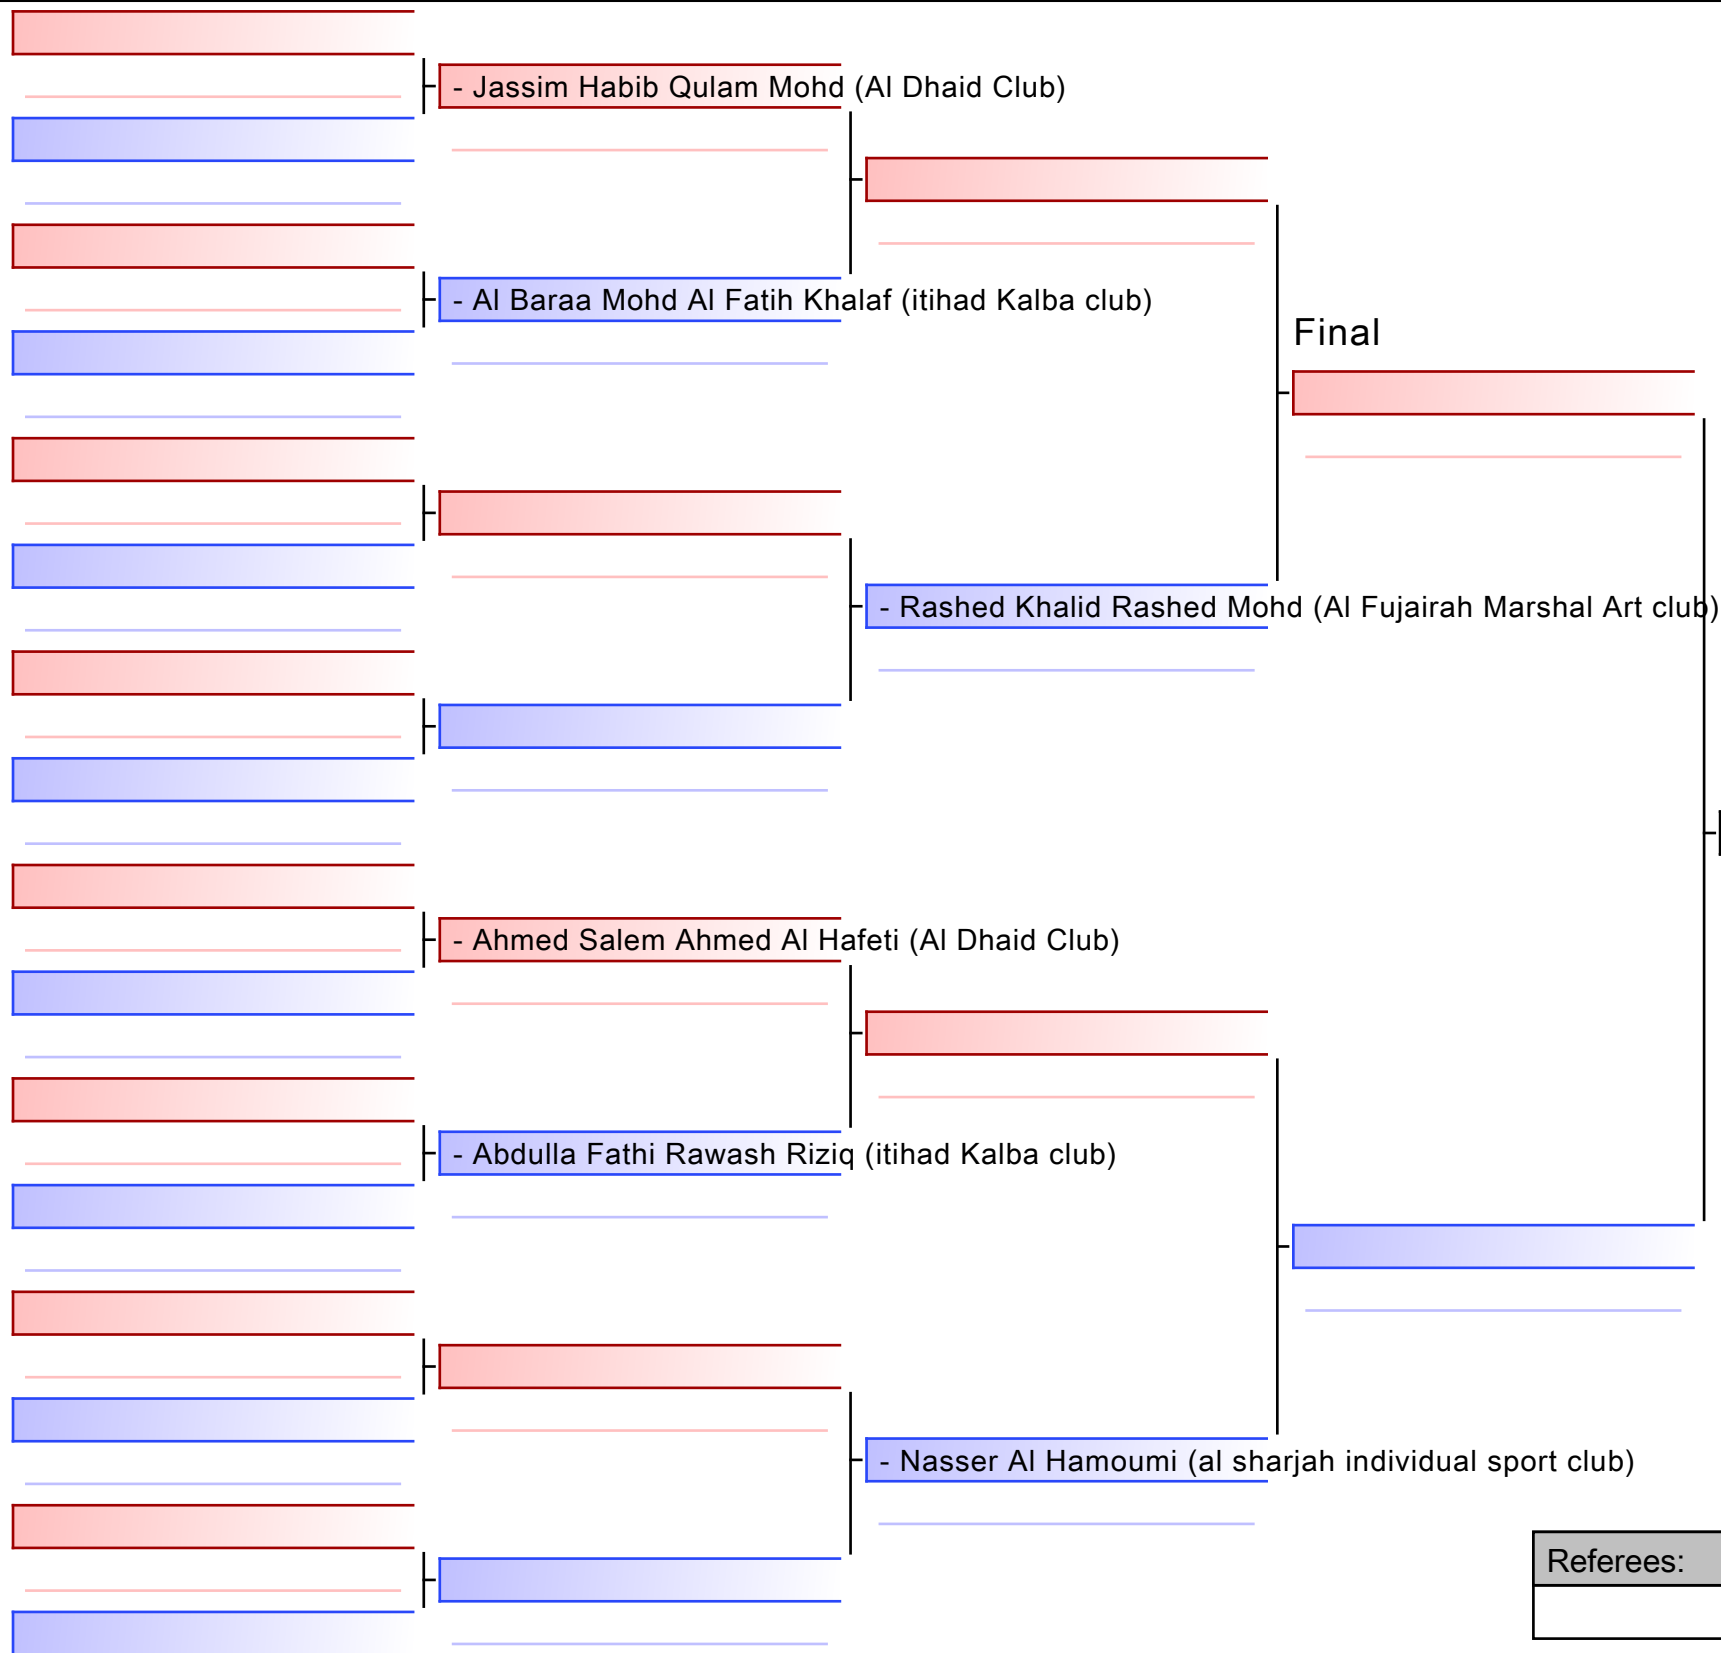 - Jassim Habib Qulam Mohd (Al Dhaid Club)
- Al Baraa Mohd Al Fatih Khalaf (itihad Kalba club)
Final
- Rashed Khalid Rashed Mohd (Al Fujairah Marshal Art club)
- Ahmed Salem Ahmed Al Hafeti (Al Dhaid Club)
- Abdulla Fathi Rawash Riziq (itihad Kalba club)
- Nasser Al Hamoumi (al sharjah individual sport club)
Referees: